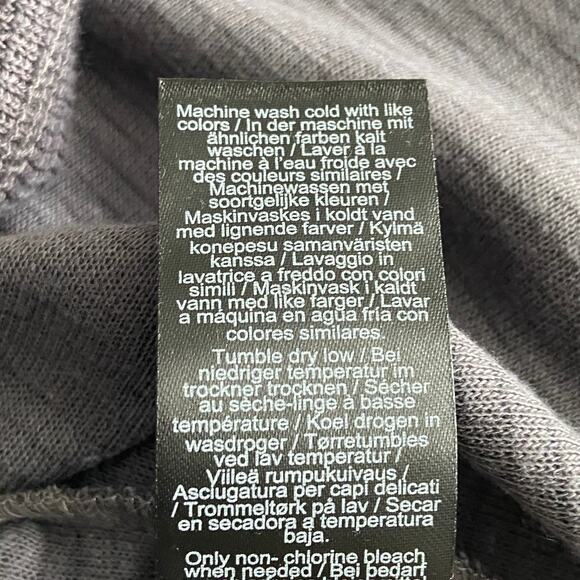 Machine wash cold with like
colors / In der maschine mit
ähnlichen farben kalt
waschen / Laver à la
machine à l'eau froide avec
des couleurs similaires /
Machinewassen met
soortgelijke kleuren /
Maskinvaskes i koldt vand
med lignende farver / Kylmä
konepesu samanväristen
kanssa / Lavaggio in
lavatrice a freddo con colori
simili / Maskinvask i kaldt
vann med like farger / Lavar
a máquina en agua fría con
colores similares.
Tumble dry low / Bei
niedriger temperatur im
trockner trocknen / Sécher
au sèche-linge à basse
température / Koel drogen in
wasdroger / Tørretumbles
ved lav temperatur /
Viileä rumpukuivaus /
Asciugatura per capi delicati
/ Trommeltørk på lav / Secar
en secadora a temperatura
baja.
Only non- chlorine bleach
when needed / Bei bedarf